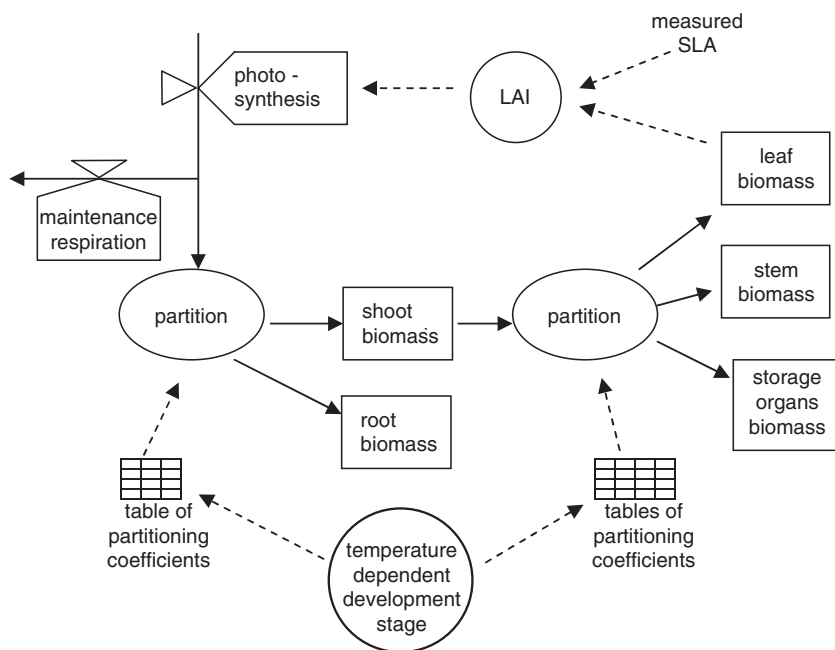 measured
SLA
photo -
synthesis
LAI
leaf
biomass
maintenance
respiration
stem
biomass
partition
shoot
biomass
partition
storage
organs
biomass
root
biomass
table of
partitioning
coefficients
temperature
dependent
development
stage
tables of
partitioning
coefficients